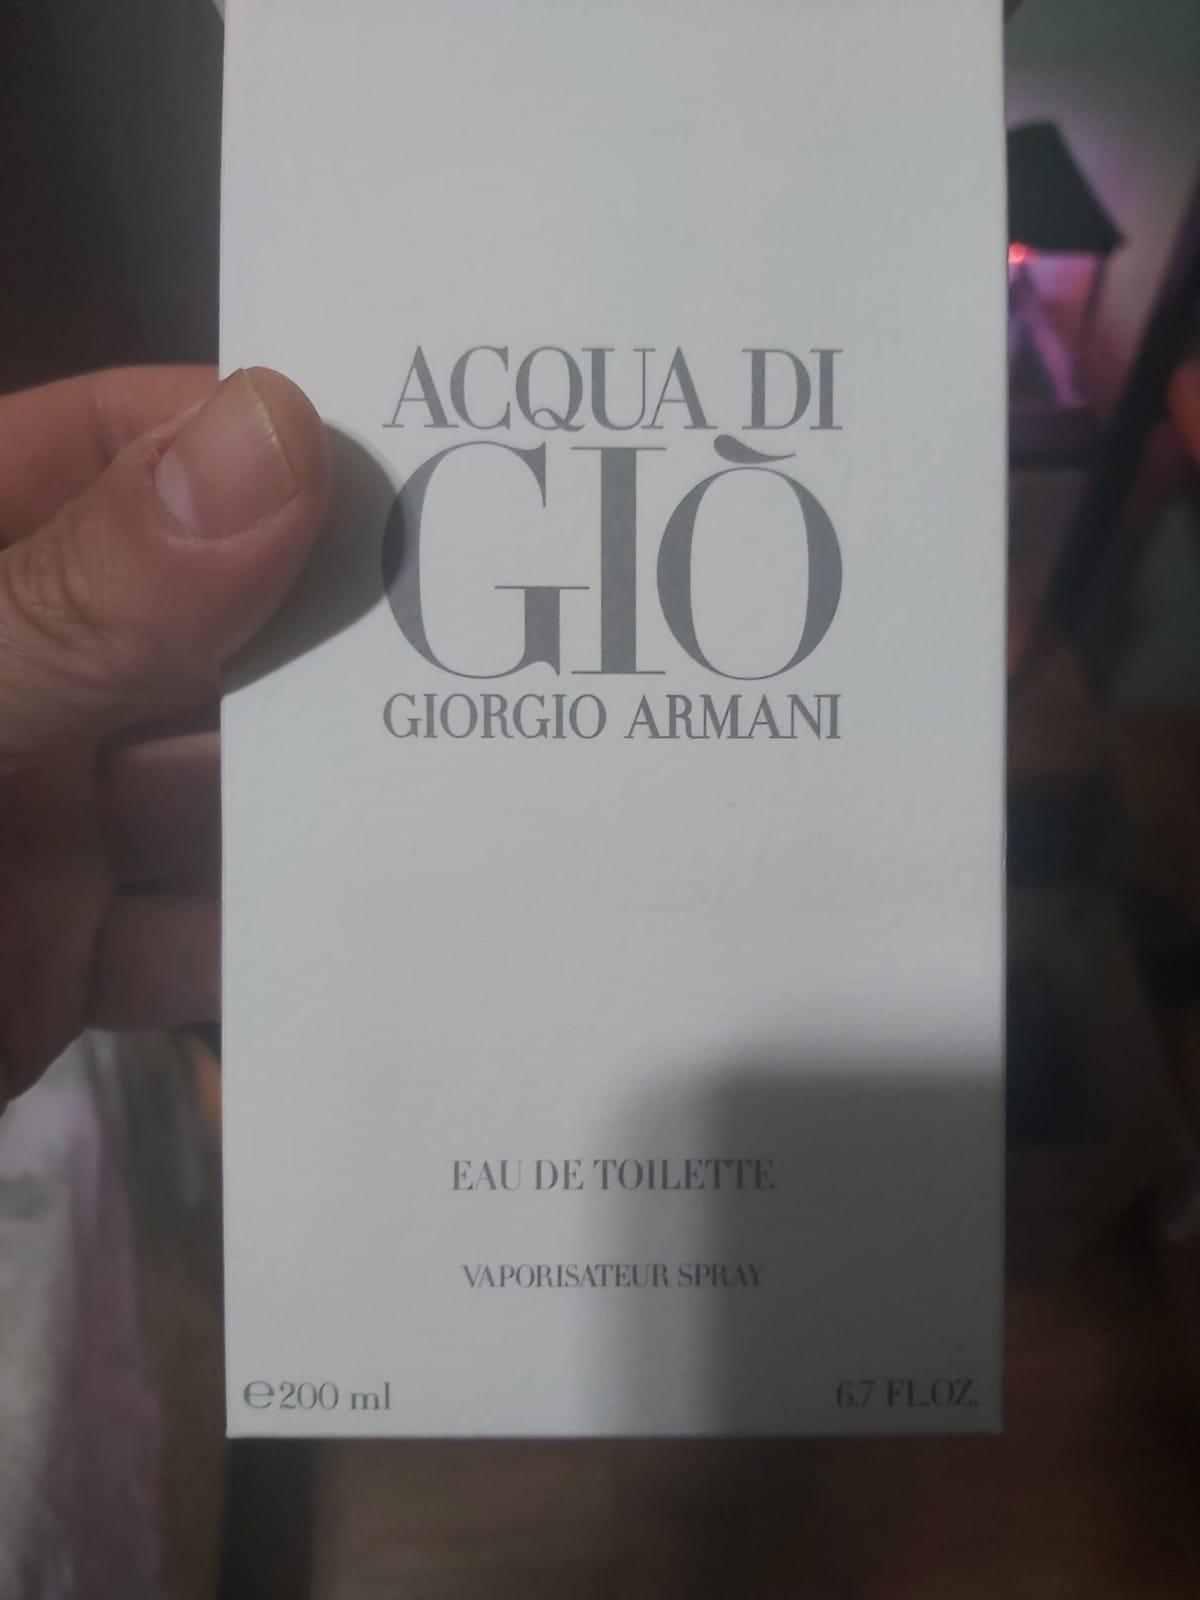 ACQUA DI
GIÒ
GIORGIO ARMANI
EAU DE TOILETTE
VAPORISATEUR SPRAY
℮200 ml
6.7 FL.OZ.